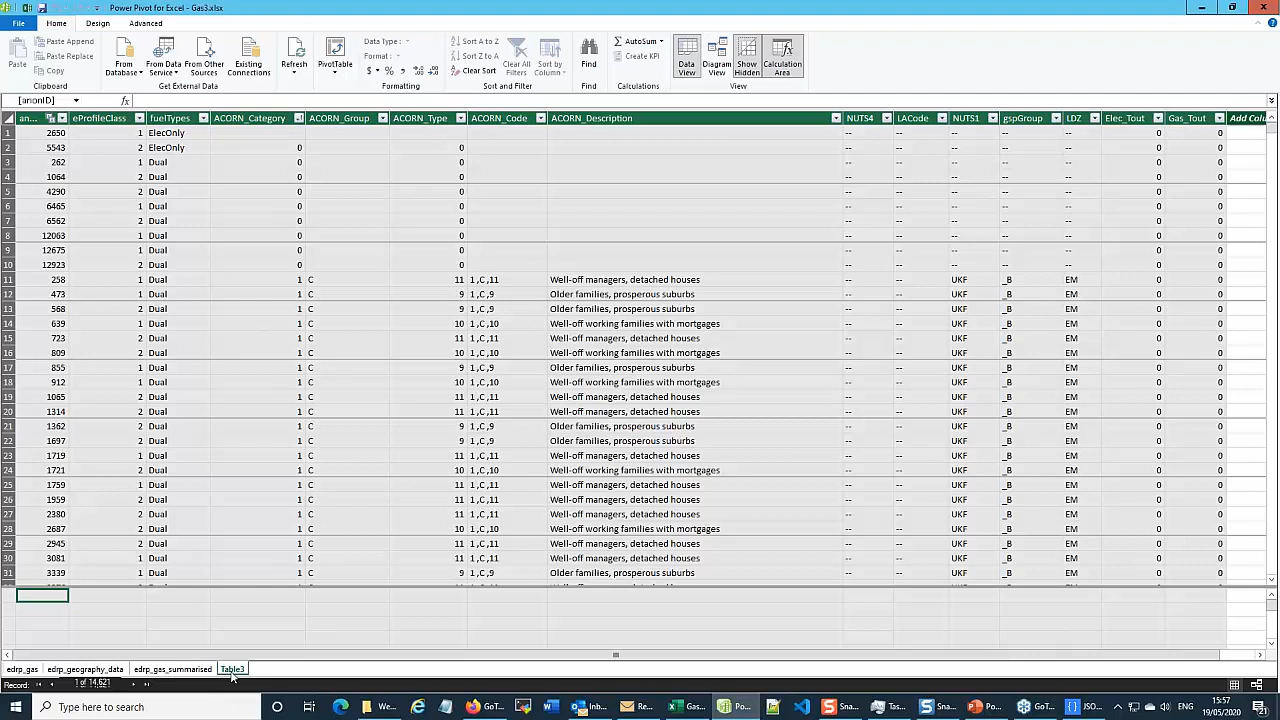 Power Pivot for Excel - Gas3.xlsx
File Home Design Advanced
Paste
Paste Append
Paste Replace
Copy
Clipboard
From Database
From Data Service
From Other Sources
Existing Connections
Get External Data
Refresh
PivotTable
Data Type :
Format :
$ % ,
Formatting
Sort A to Z
Sort Z to A
Clear Sort
Clear All Filters
Sort by Column
Sort and Filter
Find
Find
AutoSum
Create KPI
Calculations
Data View
Diagram View
Show Hidden
Calculation Area
View
[anonID] fx
an... eProfileClass fuelTypes ACORN_Category ACORN_Group ACORN_Type ACORN_Code ACORN_Description NUTS4 LACode NUTS1 gspGroup LDZ Elec_Tout Gas_Tout Add Colu
1 2650 1 ElecOnly -- -- -- -- -- 0 0
2 5543 2 ElecOnly 0 0 -- -- -- -- -- 0 0
3 262 1 Dual 0 0 -- -- -- -- -- 0 0
4 1064 2 Dual 0 0 -- -- -- -- -- 0 0
5 4290 2 Dual 0 0 -- -- -- -- -- 0 0
6 6465 1 Dual 0 0 -- -- -- -- -- 0 0
7 6562 2 Dual 0 0 -- -- -- -- -- 0 0
8 12063 1 Dual 0 0 -- -- -- -- -- 0 0
9 12675 1 Dual 0 0 -- -- -- -- -- 0 0
10 12923 2 Dual 0 0 -- -- -- -- -- 0 0
11 258 1 Dual 1 C 11 1,C,11 Well-off managers, detached houses -- -- UKF _B EM 0 0
12 473 1 Dual 1 C 9 1,C,9 Older families, prosperous suburbs -- -- UKF _B EM 0 0
13 568 2 Dual 1 C 9 1,C,9 Older families, prosperous suburbs -- -- UKF _B EM 0 0
14 639 1 Dual 1 C 10 1,C,10 Well-off working families with mortgages -- -- UKF _B EM 0 0
15 723 2 Dual 1 C 11 1,C,11 Well-off managers, detached houses -- -- UKF _B EM 0 0
16 809 2 Dual 1 C 10 1,C,10 Well-off working families with mortgages -- -- UKF _B EM 0 0
17 855 1 Dual 1 C 9 1,C,9 Older families, prosperous suburbs -- -- UKF _B EM 0 0
18 912 2 Dual 1 C 10 1,C,10 Well-off working families with mortgages -- -- UKF _B EM 0 0
19 1065 2 Dual 1 C 11 1,C,11 Well-off managers, detached houses -- -- UKF _B EM 0 0
20 1314 2 Dual 1 C 11 1,C,11 Well-off managers, detached houses -- -- UKF _B EM 0 0
21 1362 2 Dual 1 C 9 1,C,9 Older families, prosperous suburbs -- -- UKF _B EM 0 0
22 1697 2 Dual 1 C 9 1,C,9 Older families, prosperous suburbs -- -- UKF _B EM 0 0
23 1719 1 Dual 1 C 11 1,C,11 Well-off managers, detached houses -- -- UKF _B EM 0 0
24 1721 2 Dual 1 C 10 1,C,10 Well-off working families with mortgages -- -- UKF _B EM 0 0
25 1759 1 Dual 1 C 11 1,C,11 Well-off managers, detached houses -- -- UKF _B EM 0 0
26 1959 2 Dual 1 C 11 1,C,11 Well-off managers, detached houses -- -- UKF _B EM 0 0
27 2380 2 Dual 1 C 11 1,C,11 Well-off managers, detached houses -- -- UKF _B EM 0 0
28 2687 1 Dual 1 C 10 1,C,10 Well-off working families with mortgages -- -- UKF _B EM 0 0
29 2945 2 Dual 1 C 11 1,C,11 Well-off managers, detached houses -- -- UKF _B EM 0 0
30 3081 1 Dual 1 C 11 1,C,11 Well-off managers, detached houses -- -- UKF _B EM 0 0
31 3339 1 Dual 1 C 9 1,C,9 Older families, prosperous suburbs -- -- UKF _B EM 0 0
edrp_gas edrp_geography_data edrp_gas_summarised Table3
Record: 1 of 14,621
Type here to search We... GoT... Inb... Re... Gas... Po... Sna... Tas... Sna... Po... GoT... SO... ENG 15:57
19/05/2020